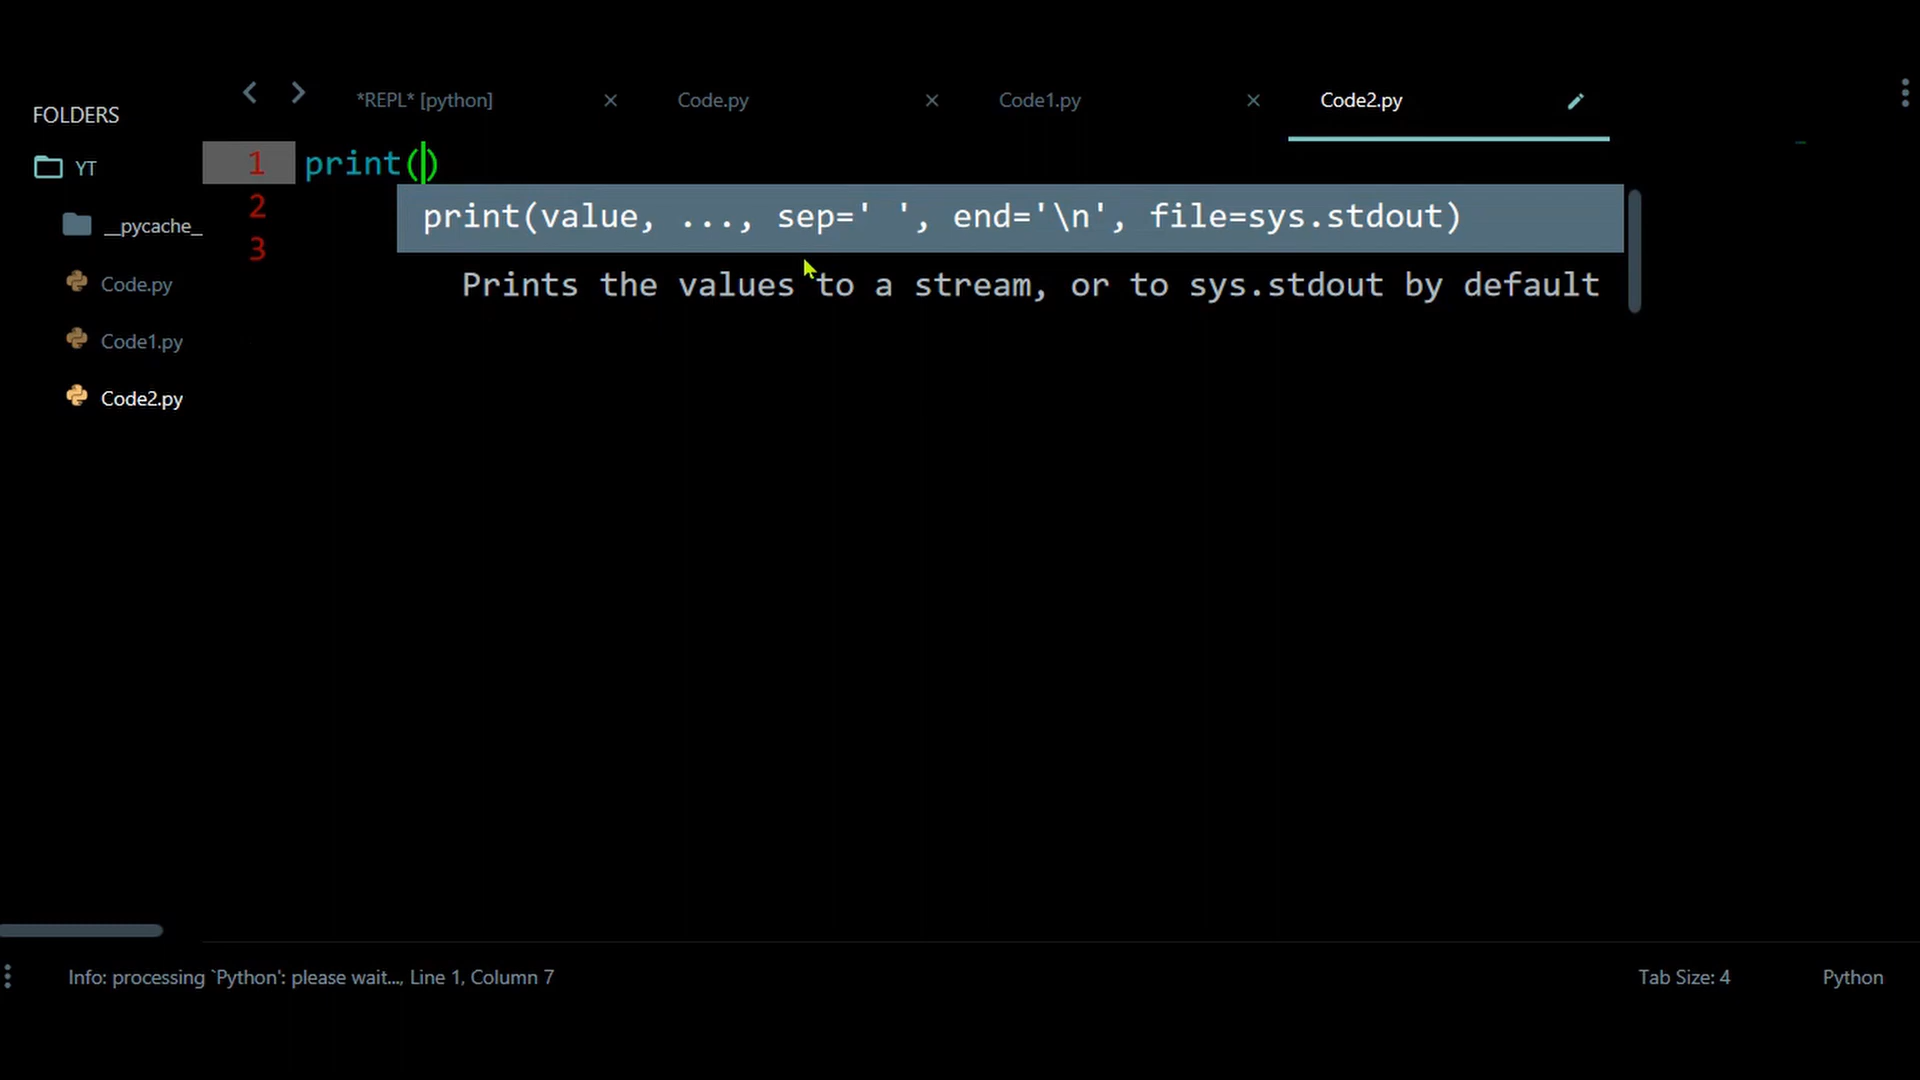 FOLDERS
YT
__pycache_
Code.py
Code1.py
Code2.py
*REPL* [python]
Code.py
Code1.py
Code2.py
1 print()
2
3
print(value, ..., sep=' ', end='\n', file=sys.stdout)
Prints the values to a stream, or to sys.stdout by default
Info: processing `Python': please wait..., Line 1, Column 7
Tab Size: 4
Python